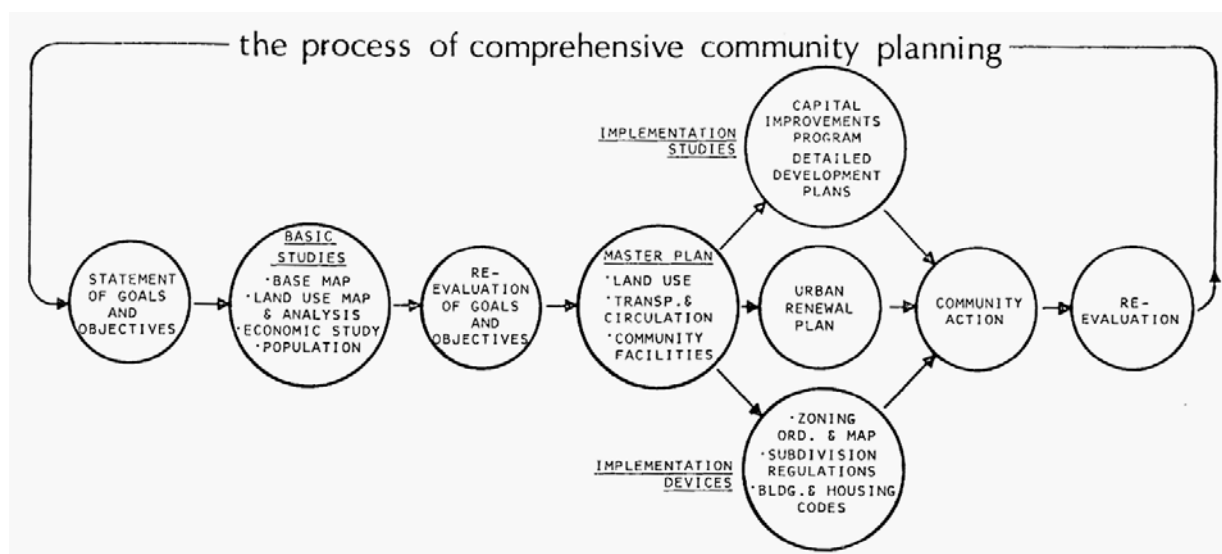 the process of comprehensive community planning
STATEMENT
OF GOALS
AND
OBJECTIVES
BASIC
STUDIES
·BASE MAP
·LAND USE MAP
& ANALYSIS
·ECONOMIC STUDY
·POPULATION
RE-
EVALUATION
OF GOALS
AND
OBJECTIVES
MASTER PLAN
·LAND USE
·TRANSP.&
CIRCULATION
·COMMUNITY
FACILITIES
IMPLEMENTATION
STUDIES
CAPITAL
IMPROVEMENTS
PROGRAM
DETAILED
DEVELOPMENT
PLANS
URBAN
RENEWAL
PLAN
IMPLEMENTATION
DEVICES
·ZONING
ORD. & MAP
·SUBDIVISION
REGULATIONS
·BLDG.& HOUSING
CODES
COMMUNITY
ACTION
RE-
EVALUATION